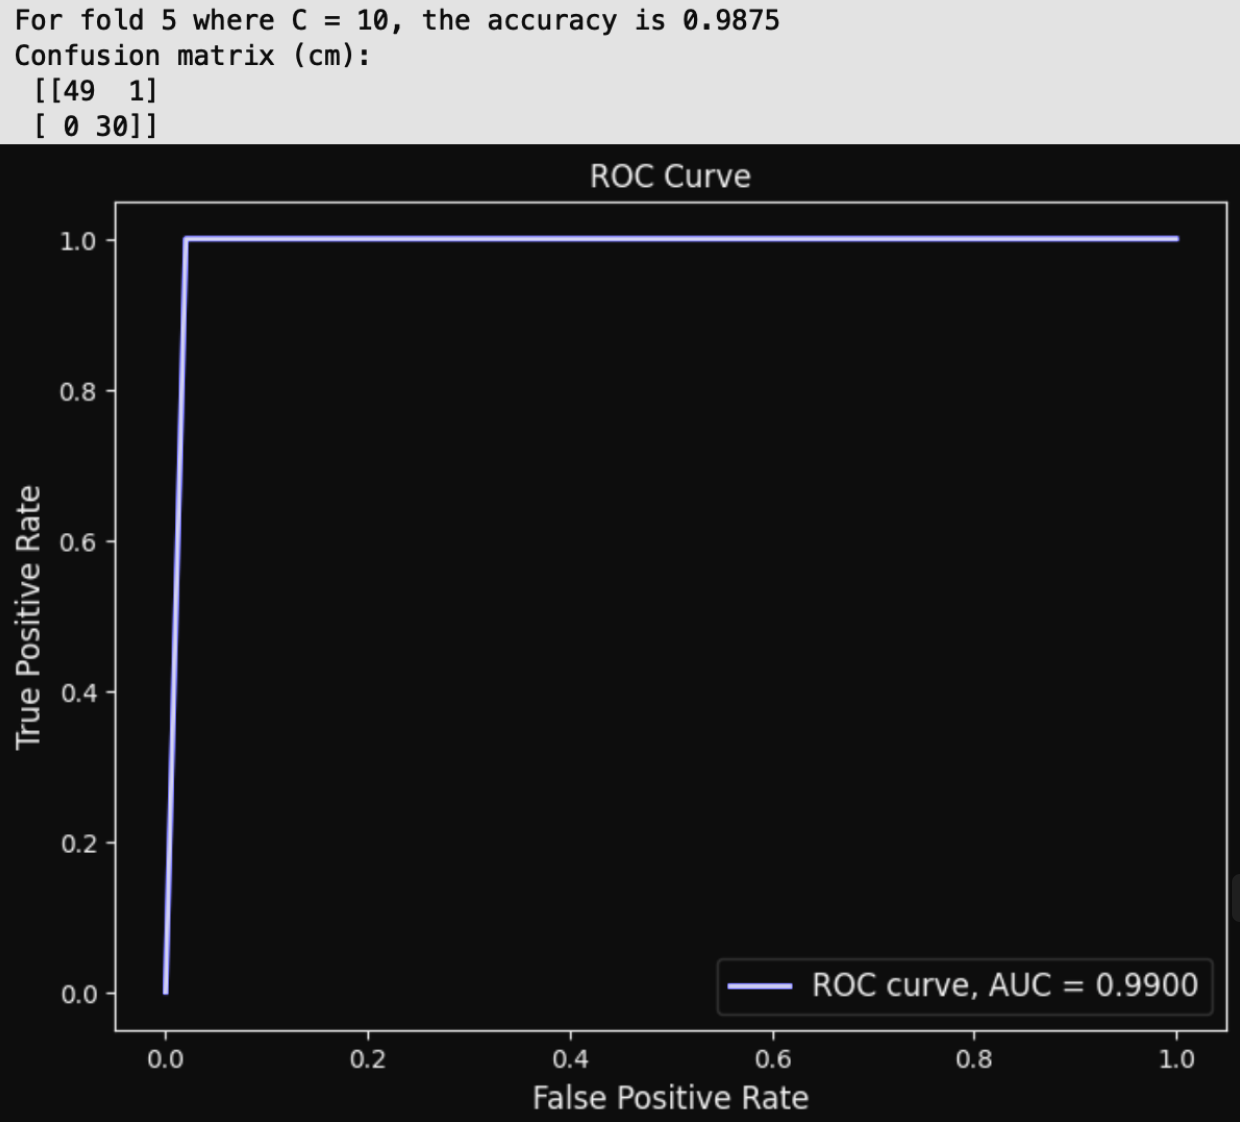 For fold 5 where C = 10, the accuracy is 0.9875
Confusion matrix (cm):
[[49  1]
[ 0 30]]
ROC Curve
1.0
0.8
0.6
0.4
0.2
0.0
True Positive Rate
ROC curve, AUC = 0.9900
0.0 0.2 0.4 0.6 0.8 1.0
False Positive Rate